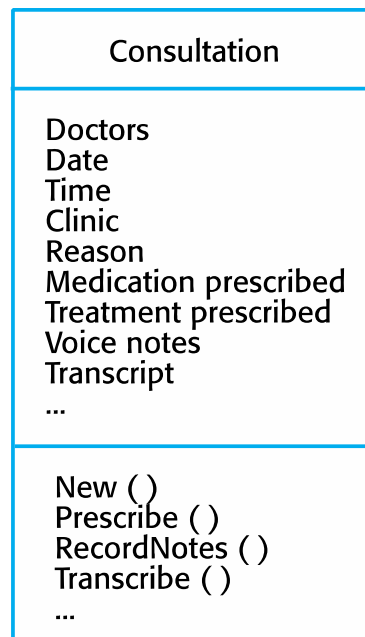 Consultation
Doctors
Date
Time
Clinic
Reason
Medication prescribed
Treatment prescribed
Voice notes
Transcript
...
New ( )
Prescribe ( )
RecordNotes ( )
Transcribe ( )
...